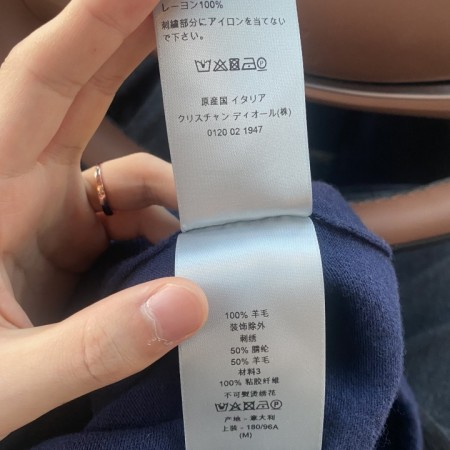 レーヨン100%
刺繍部分にアイロンを当てない
で下さい。
原産国 イタリア
クリスチャン ディオール(株)
0120 02 1947
100% 羊毛
装饰除外
刺绣
50% 腈纶
50% 羊毛
材料3
100% 粘胶纤维
不可熨烫绣花
产地 - 意大利
上装 - 180/96A
(M)